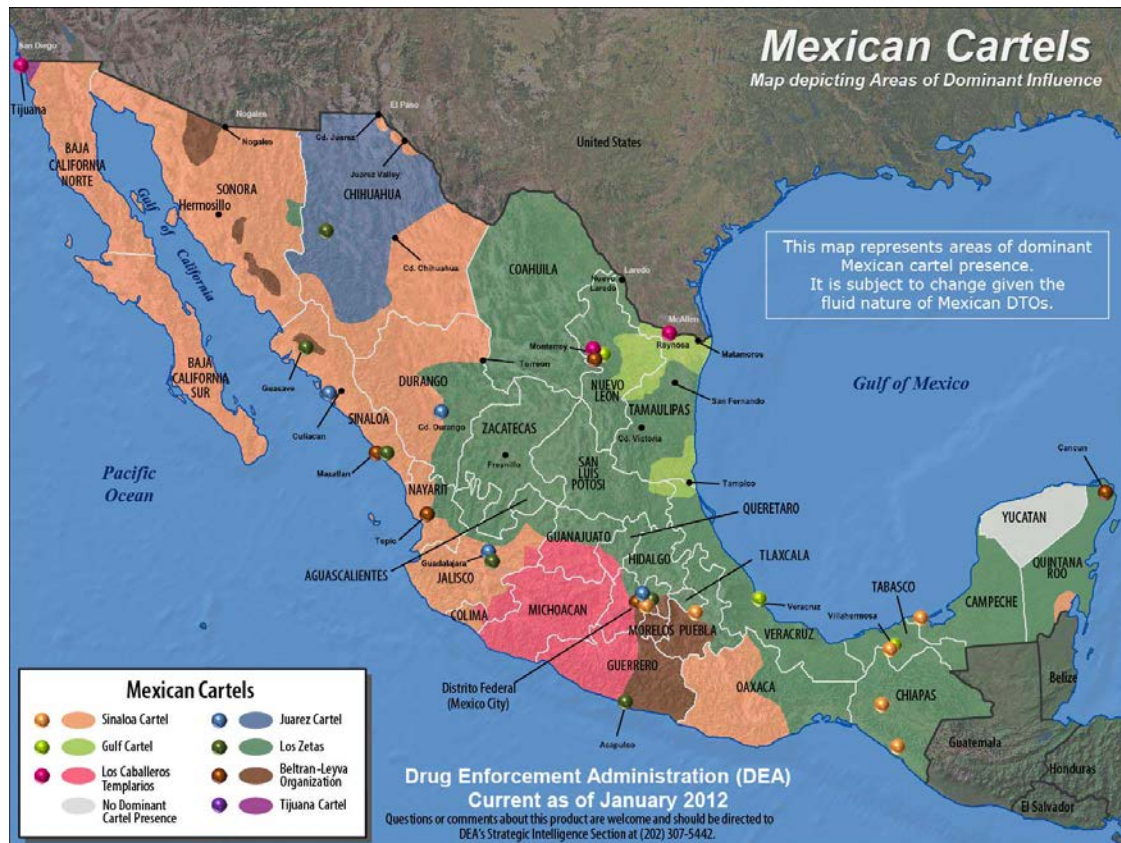 Mexican Cartels
Map depicting Areas of Dominant Influence
San Diego
Tijuana
BAJA
CALIFORNIA
NORTE
Nogales
Nogales
SONORA
Hermosillo
Gulf of California
El Paso
Cd. Juarez
Juarez Valley
CHIHUAHUA
Cd. Chihuahua
United States
COAHUILA
Laredo
Nuevo
Laredo
This map represents areas of dominant
Mexican cartel presence.
It is subject to change given the
fluid nature of Mexican DTOs.
McAllen
Raynosa
Matamoros
Monterrey
Torreon
BAJA
CALIFORNIA
SUR
Guasave
Culiacan
SINALOA
DURANGO
Cd. Durango
NUEVO
LEON
San Fernando
TAMAULIPAS
Cd. Victoria
Gulf of Mexico
ZACATECAS
Fresnillo
SAN
LUIS
POTOSI
Mazatlan
NAYARIT
Tampico
Pacific
Ocean
Tepic
Cancun
YUCATAN
QUERETARO
GUANAJUATO
HIDALGO
TLAXCALA
AGUASCALIENTES
Guadalajara
JALISCO
COLIMA
MICHOACAN
TABASCO
QUINTANA
ROO
CAMPECHE
Veracruz
Villahermosa
MORELOS
PUEBLA
VERACRUZ
GUERRERO
OAXACA
CHIAPAS
Belize
Distrito Federal
(Mexico City)
Acapulco
Guatemala
Honduras
El Salvador
Mexican Cartels
Sinaloa Cartel
Juarez Cartel
Gulf Cartel
Los Zetas
Los Caballeros
Templarios
Beltran-Leyva
Organization
No Dominant
Cartel Presence
Tijuana Cartel
Drug Enforcement Administration (DEA)
Current as of January 2012
Questions or comments about this product are welcome and should be directed to
DEA's Strategic Intelligence Section at (202) 307-5442.